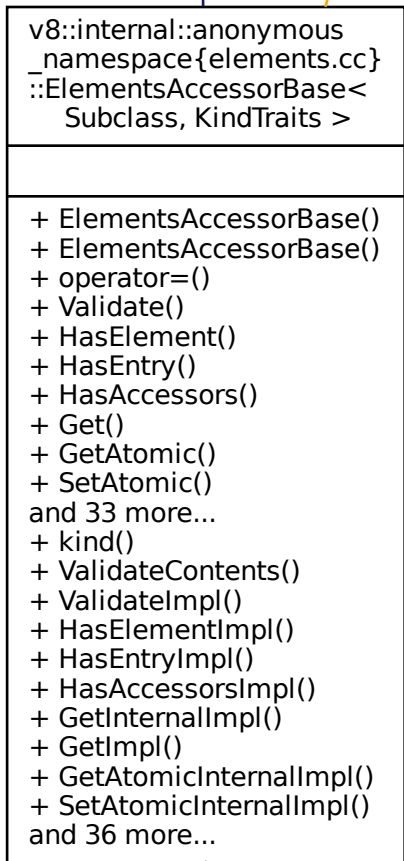 v8::internal::anonymous
_namespace{elements.cc}
::ElementsAccessorBase<
Subclass, KindTraits >
+ ElementsAccessorBase()
+ ElementsAccessorBase()
+ operator=()
+ Validate()
+ HasElement()
+ HasEntry()
+ HasAccessors()
+ Get()
+ GetAtomic()
+ SetAtomic()
and 33 more...
+ kind()
+ ValidateContents()
+ ValidateImpl()
+ HasElementImpl()
+ HasEntryImpl()
+ HasAccessorsImpl()
+ GetInternalImpl()
+ GetImpl()
+ GetAtomicInternalImpl()
+ SetAtomicInternalImpl()
and 36 more...